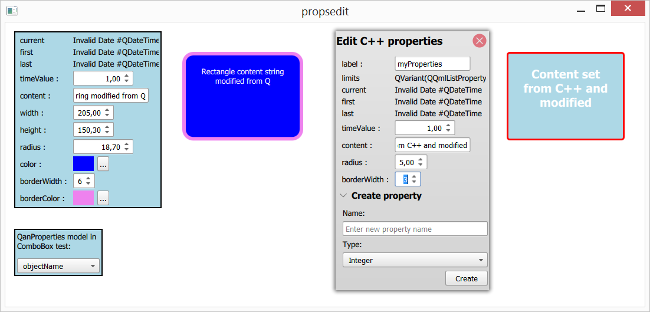 propsedit
current Invalid Date #QDateTime
first Invalid Date #QDateTime
last Invalid Date #QDateTime
timeValue : 1,00
content : ring modified from Q
width : 205,00
height : 150,30
radius : 18,70
color : ...
borderWidth : 6
borderColor : ...
QanProperties model in
ComboBox test:
objectName
Rectangle content string
modified from Q
Edit C++ properties
label : myProperties
limits QVariant(QQmlListProperty
current Invalid Date #QDateTime
first Invalid Date #QDateTime
last Invalid Date #QDateTime
timeValue : 1,00
content : m C++ and modified
radius : 5,00
borderWidth : 3
Create property
Name:
Enter new property name
Type:
Integer
Create
Content set
from C++ and
modified